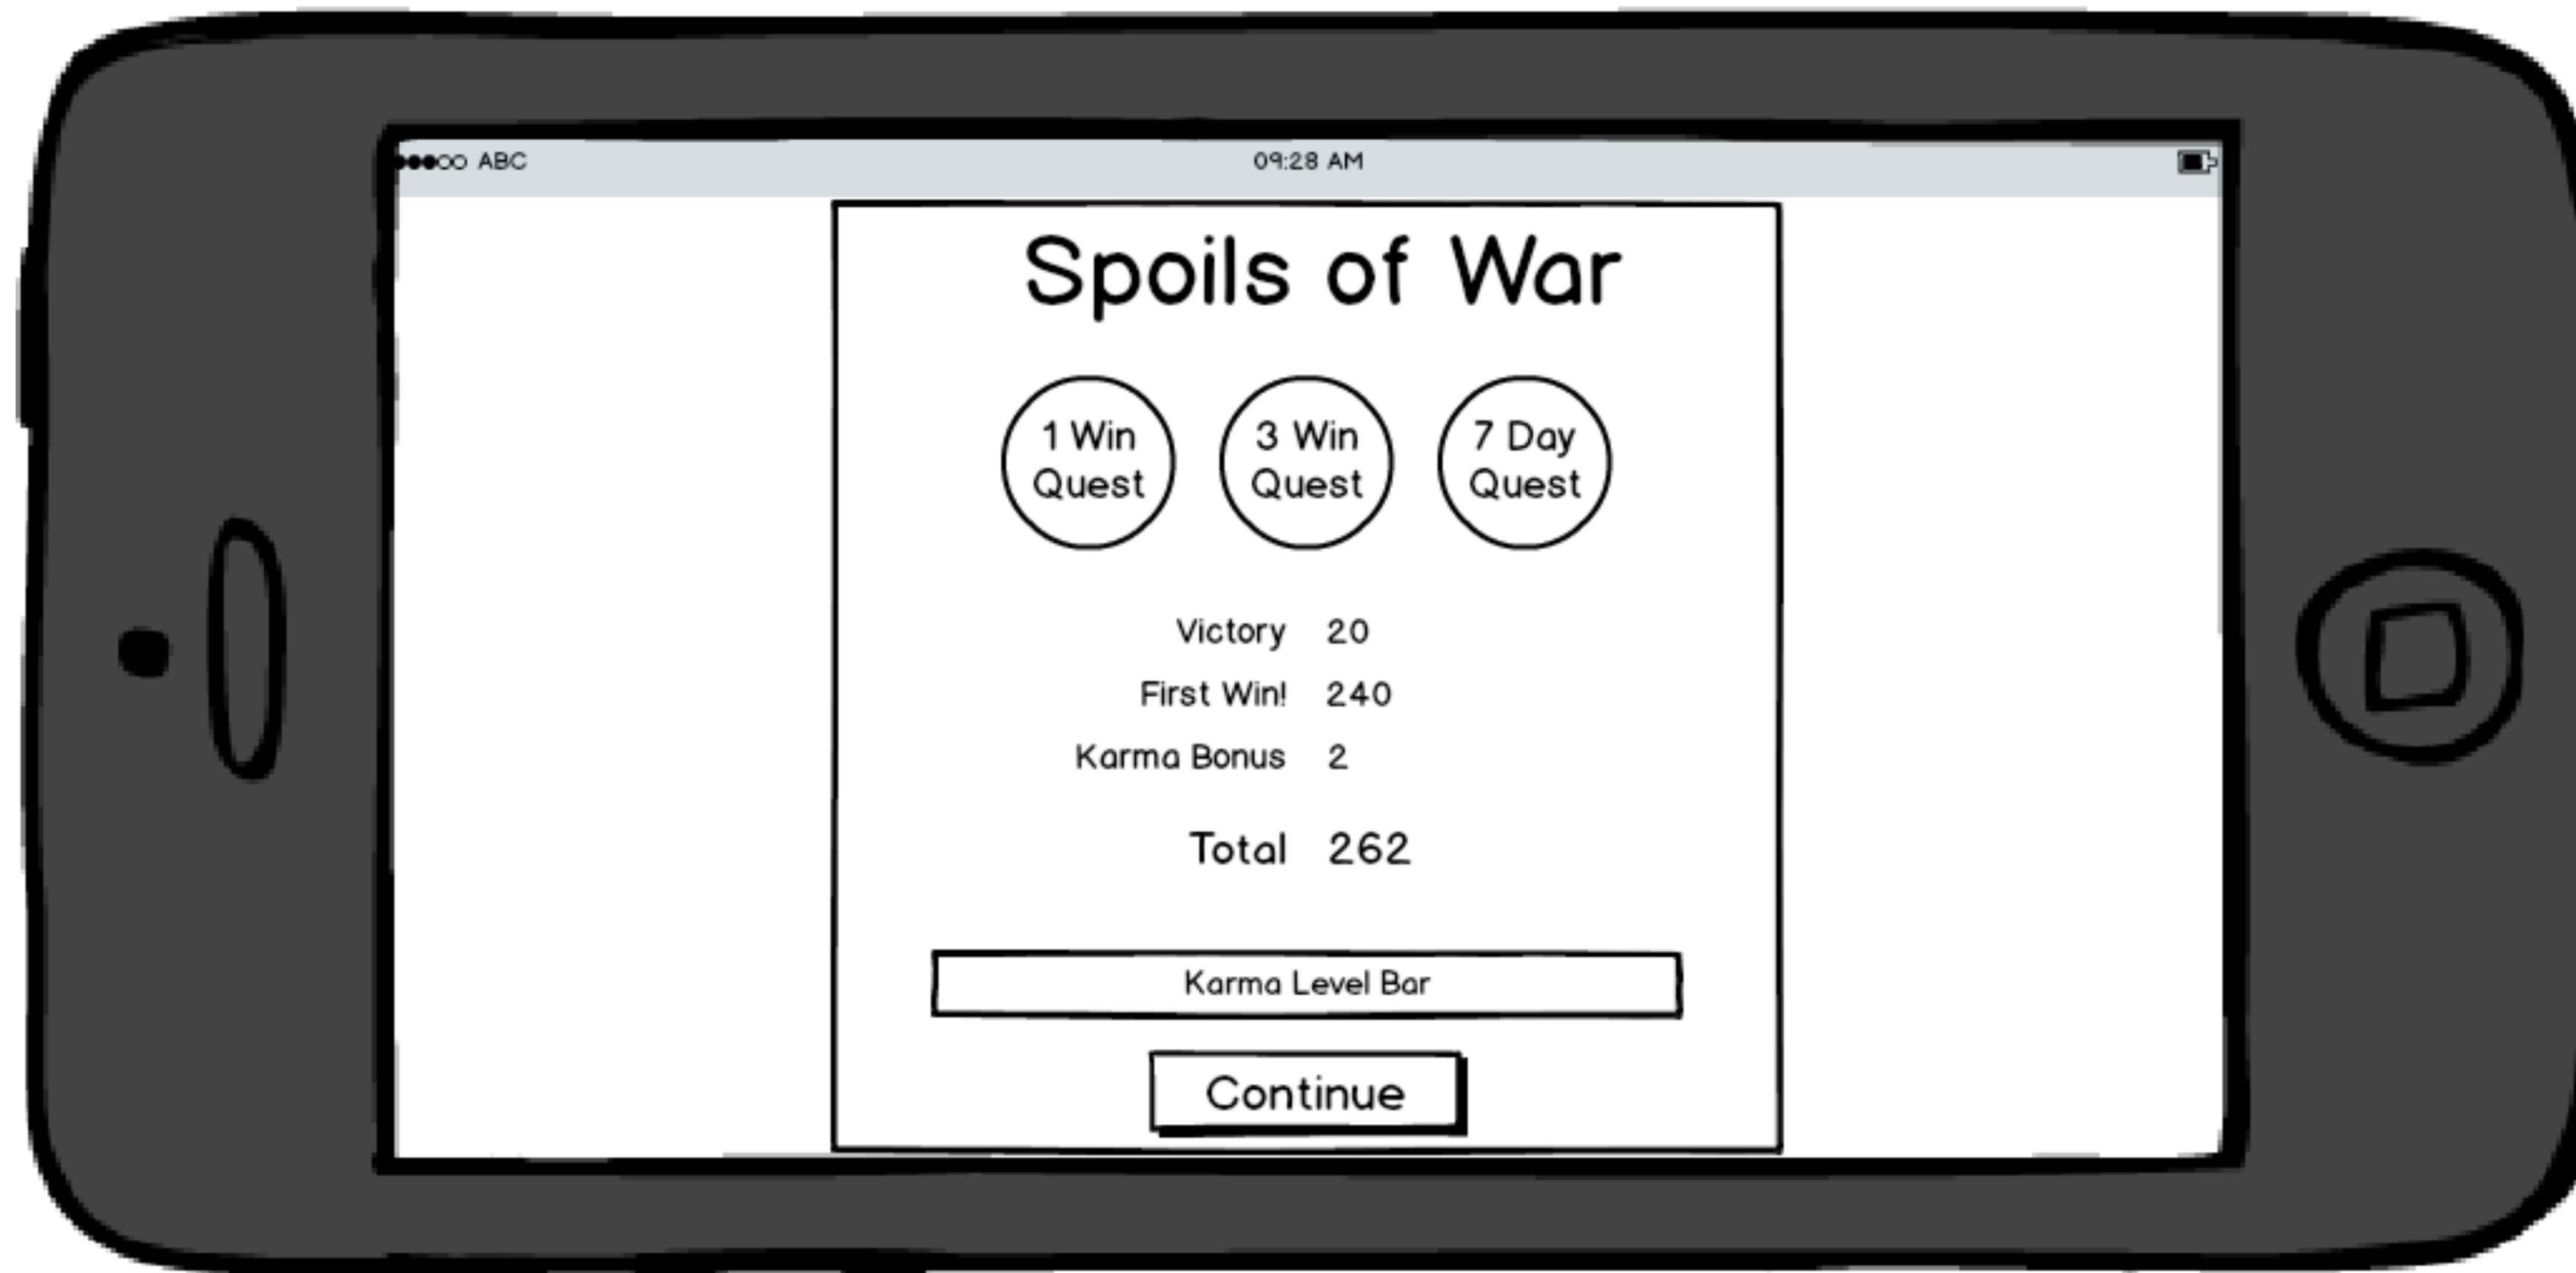 ABC
09:28 AM
Spoils of War
1 Win
Quest
3 Win
Quest
7 Day
Quest
Victory 20
First Win! 240
Karma Bonus 2
Total 262
Karma Level Bar
Continue